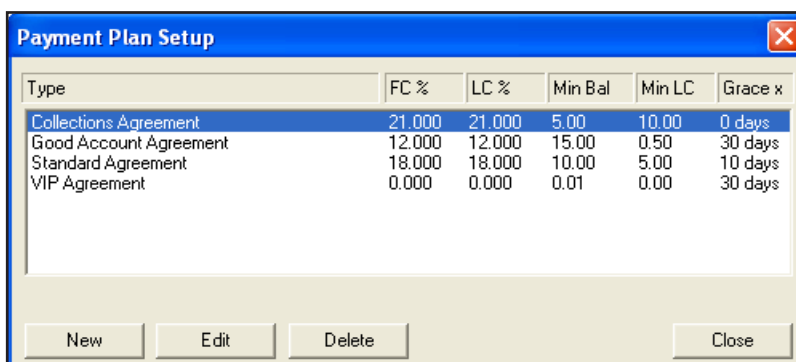 Payment Plan Setup
Type FC % LC % Min Bal Min LC Grace x
Collections Agreement 21.000 21.000 5.00 10.00 0 days
Good Account Agreement 12.000 12.000 15.00 0.50 30 days
Standard Agreement 18.000 18.000 10.00 5.00 10 days
VIP Agreement 0.000 0.000 0.01 0.00 30 days
New Edit Delete Close